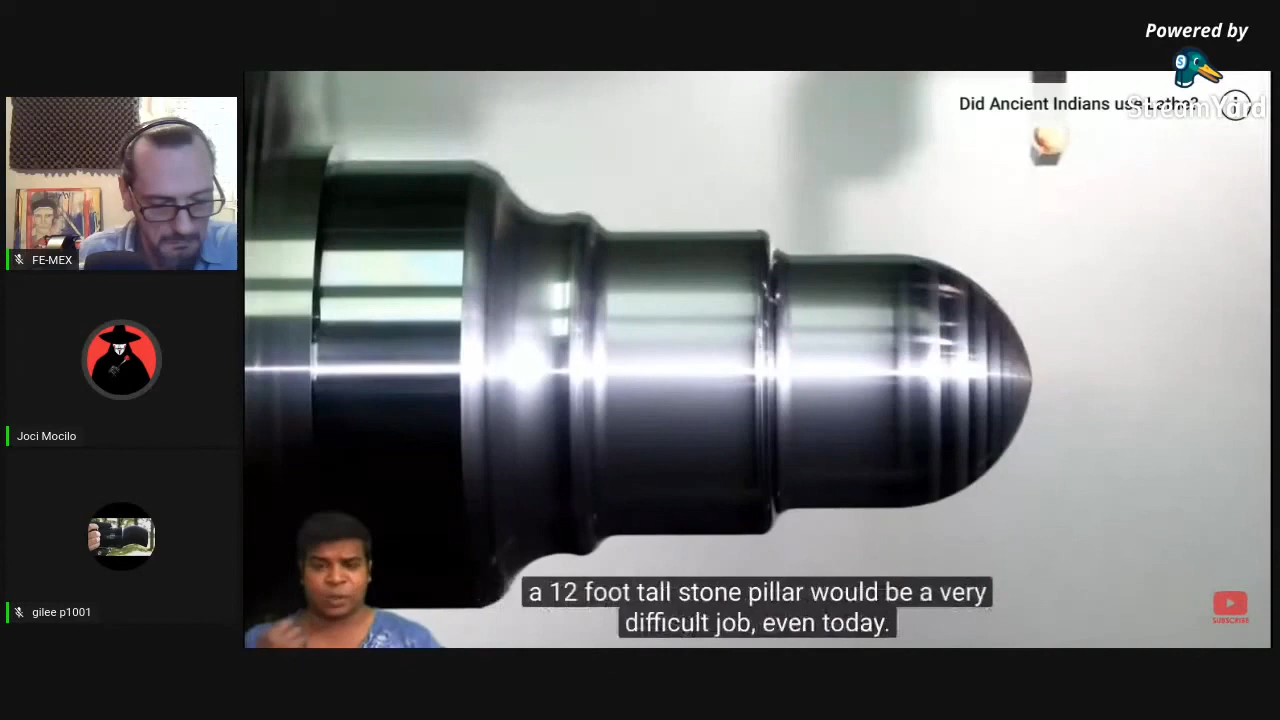 Powered by
StreamYard
Did Ancient Indians use Lathe?
FE-MEX
Joci Mocilo
gilee p1001
a 12 foot tall stone pillar would be a very
difficult job, even today.
SUBSCRIBE